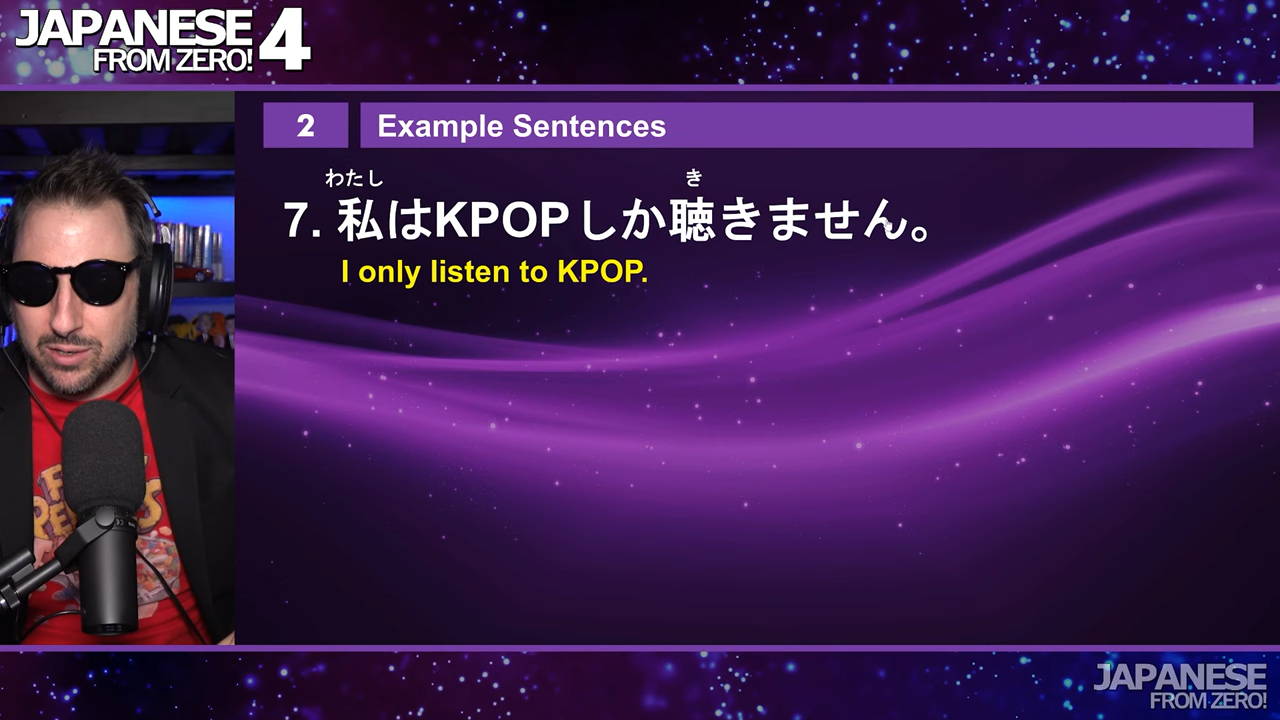 JAPANESE
FROM ZERO! 4
2 Example Sentences
わたし き
7. 私はKPOPしか聴きません。
I only listen to KPOP.
JAPANESE
FROM ZERO!